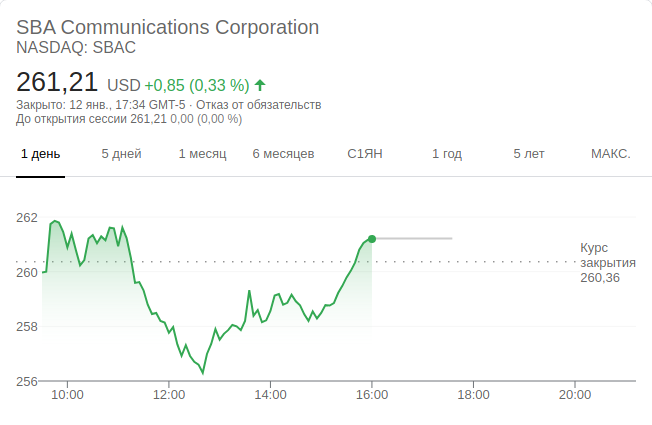 SBA Communications Corporation
NASDAQ: SBAC
261,21 USD +0,85 (0,33 %)
Закрыто: 12 янв., 17:34 GMT-5 · Отказ от обязательств
До открытия сессии 261,21 0,00 (0,00 %)
1 день 5 дней 1 месяц 6 месяцев С1ЯН 1 год 5 лет МАКС.
262
Курс
закрытия
260,36
260
258
256
10:00 12:00 14:00 16:00 18:00 20:00